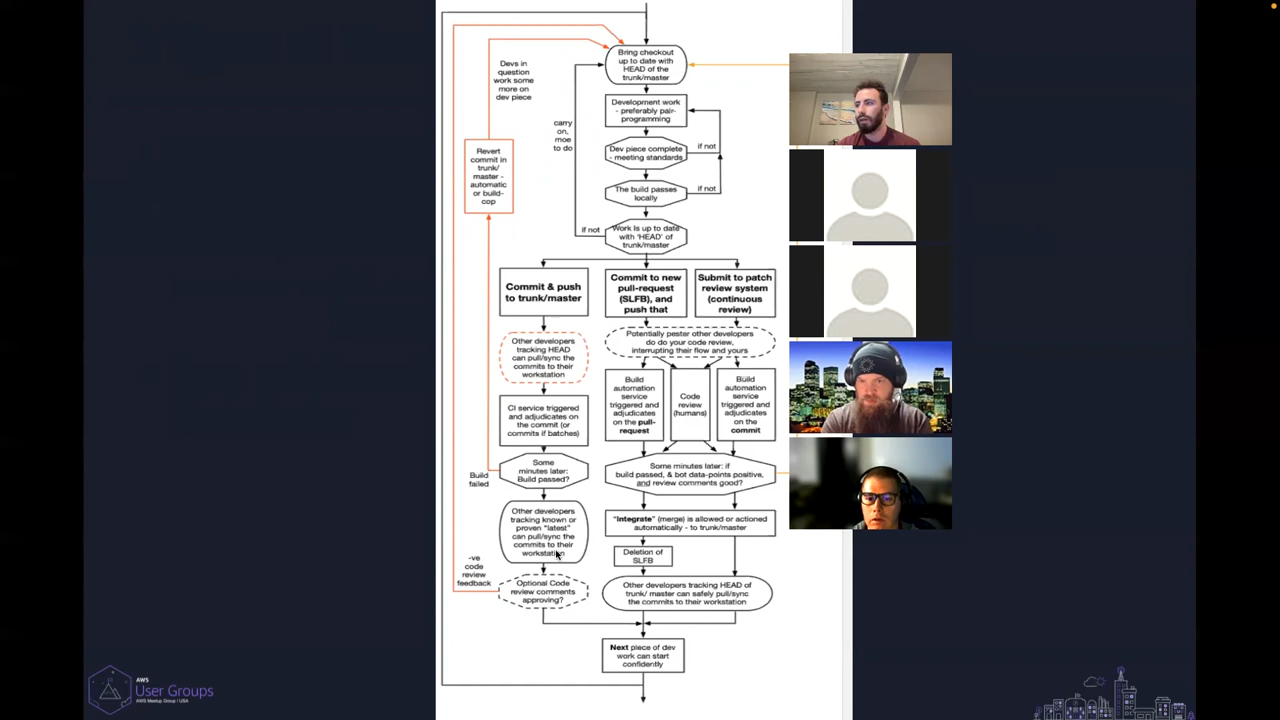 Bring checkout
up to date with
HEAD of the
trunk/master
Devs in
question
work some
more on
dev piece
Development work
- preferably pair-
programming
carry
on,
moe
to do
Dev piece complete
- meeting standards
if not
Revert
commit in
trunk/
master -
automatic
or build-
cop
The build passes
locally
if not
Work is up to date
with 'HEAD' of
trunk/master
if not
Commit & push
to trunk/master
Commit to new
pull-request
(SLFB), and
push that
Submit to patch
review system
(continuous
review)
Other developers
tracking HEAD
can pull/sync the
commits to their
workstation
Potentially pester other developers
do do your code review,
interrupting their flow and yours
Build
automation
service
triggered and
adjudicates
on the pull-
request
Code
review
(humans)
Build
automation
service
triggered and
adjudicates
on the
commit
CI service triggered
and adjudicates on
the commit (or
commits if batches)
Some
minutes later:
Build passed?
Build
failed
Some minutes later: if
build passed, & bot data-points positive,
and review comments good?
Other developers
tracking known or
proven "latest"
can pull/sync the
commits to their
workstation
"Integrate" (merge) is allowed or actioned
automatically - to trunk/master
Deletion of
SLFB
-ve
code
review
feedback
Optional Code
review comments
approving?
Other developers tracking HEAD of
trunk/ master can safely pull/sync
the commits to their workstation
Next piece of dev
work can start
confidently
AWS
User Groups
AWS Meetup Group / USA